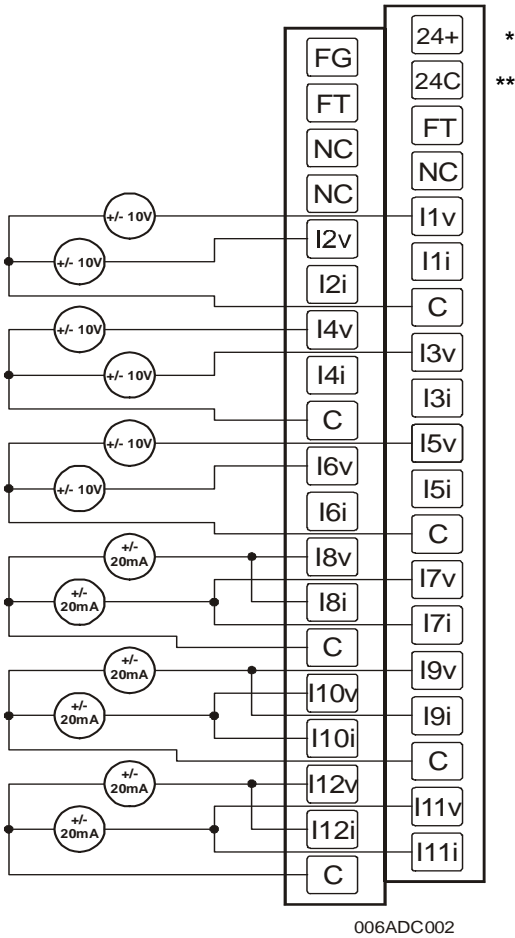 24+ *
FG
24C **
FT
FT
NC
NC
NC
+/- 10V
I1v
I2v
+/- 10V
I1i
I2i
C
+/- 10V
I4v
I3v
+/- 10V
I4i
I3i
C
+/- 10V
I5v
I6v
+/- 10V
I5i
I6i
C
+/-
20mA
I8v
I7v
+/-
20mA
I8i
I7i
C
+/-
20mA
I9v
I10v
+/-
20mA
I9i
I10i
C
+/-
20mA
I12v
I11v
+/-
20mA
I12i
I11i
C
006ADC002